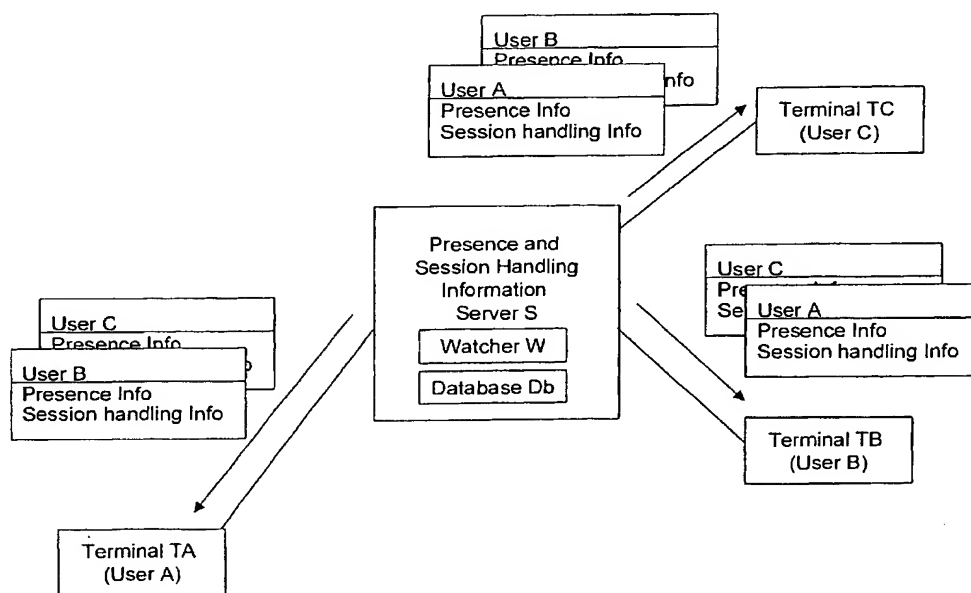 User B
Presence Info
nfo
User A
Presence Info
Session handling Info
Terminal TC
(User C)
Presence and
Session Handling
Information
Server S
Watcher W
Database Db
User C
Pre
Se
User A
Presence Info
Session handling Info
User C
Presence Info
User B
Presence Info
Session handling Info
Terminal TB
(User B)
Terminal TA
(User A)